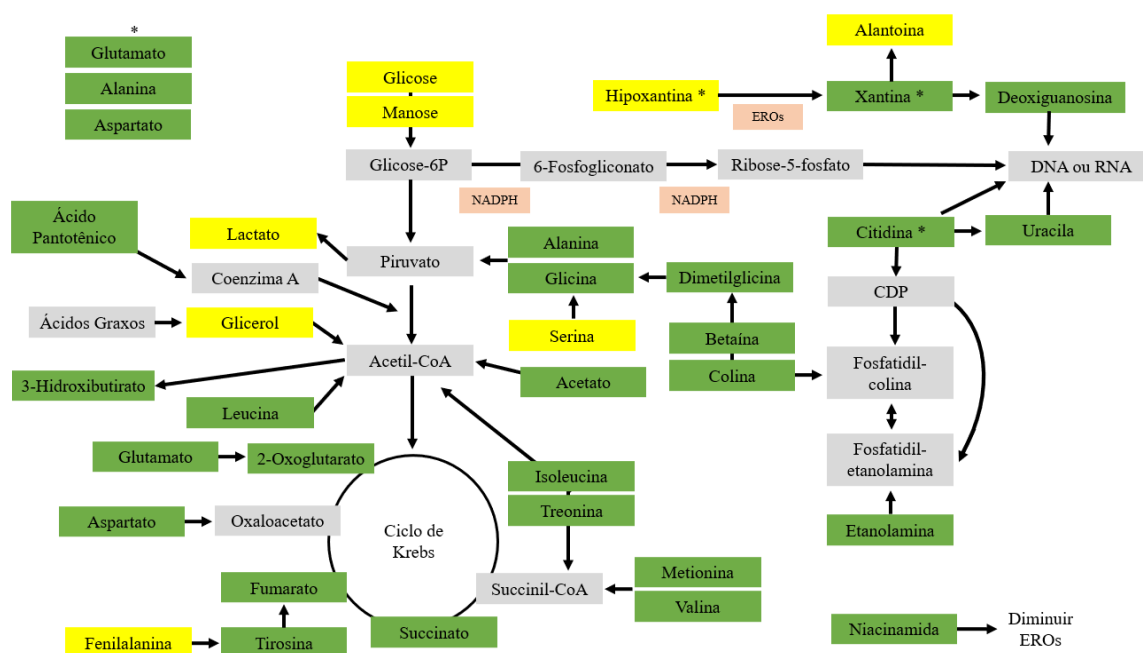 *
Glutamato
Alanina
Aspartato
Glicose
Manose
Alantoina
Hipoxantina *
Xantina *
Deoxiguanosina
EROs
Glicose-6P
6-Fosfogliconato
Ribose-5-fosfato
DNA ou RNA
NADPH
NADPH
Ácido
Pantotênico
Lactato
Piruvato
Alanina
Glicina
Dimetilglicina
Citidina *
Uracila
Coenzima A
CDP
Ácidos Graxos
Glicerol
Serina
Betaína
Colina
Acetil-CoA
Acetato
Fosfatidil-
colina
3-Hidroxibutirato
Leucina
Glutamato
2-Oxoglutarato
Isoleucina
Treonina
Fosfatidil-
etanolamina
Aspartato
Oxaloacetato
Ciclo de
Krebs
Etanolamina
Fumarato
Succinil-CoA
Metionina
Valina
Fenilalanina
Tirosina
Succinato
Niacinamida
Diminuir
EROs